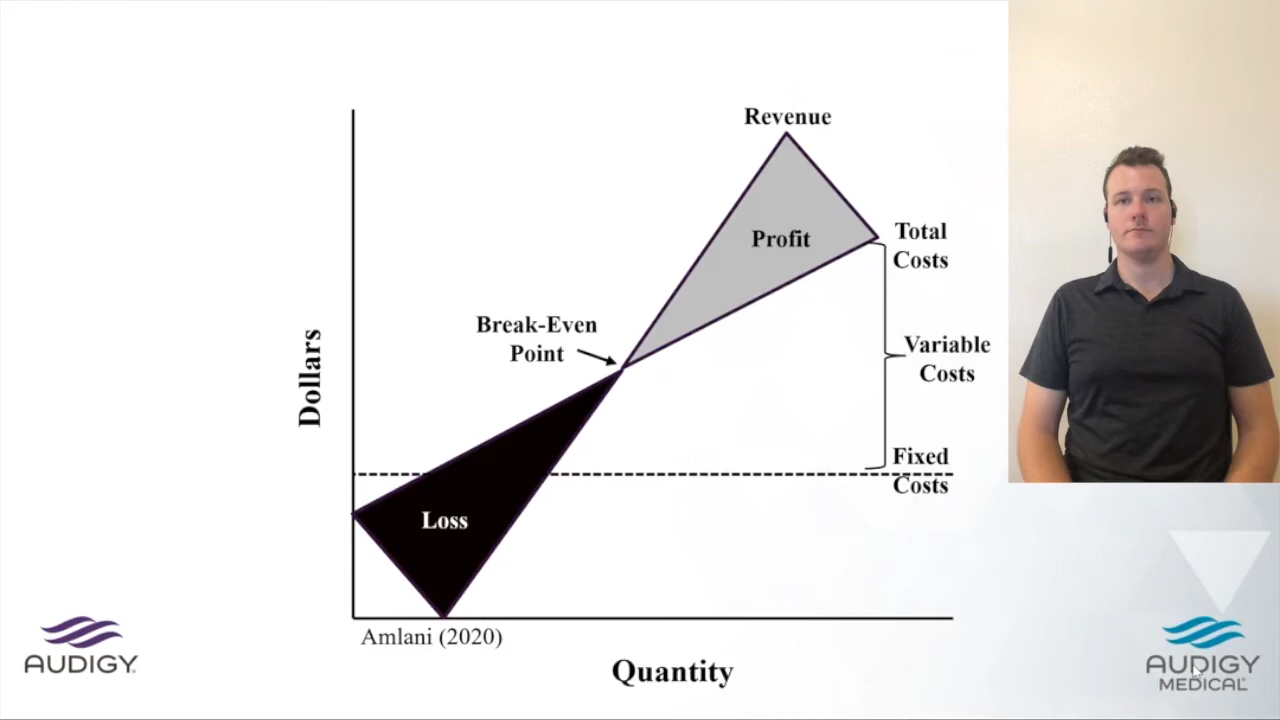 Revenue
Profit
Total
Costs
Break-Even
Point
Variable
Costs
Dollars
Fixed
Costs
Loss
Amlani (2020)
Quantity
AUDIGY.
AUDIGY
MEDICAL